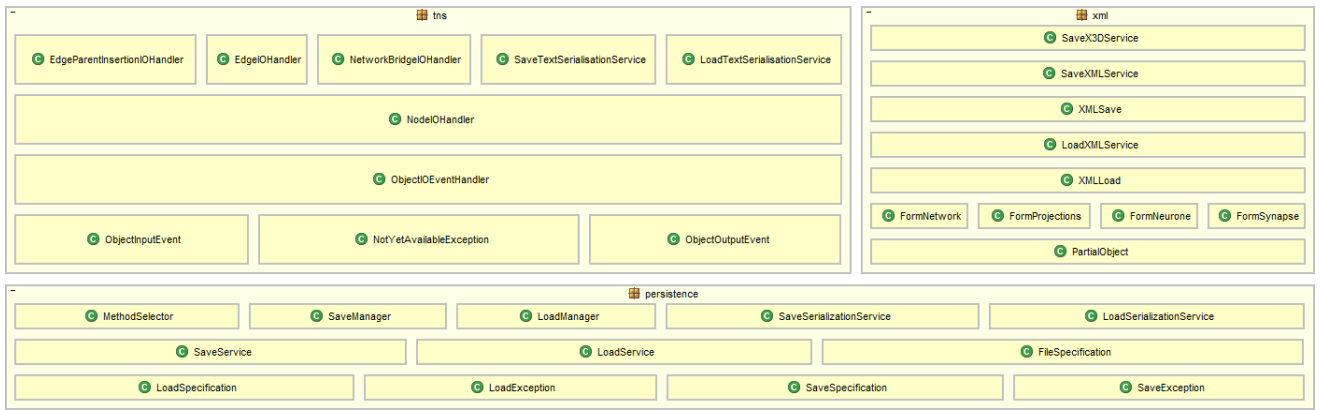 tns
EdgeParentInsertionIOHandler EdgeIOHandler NetworkBridgeIOHandler SaveTextSerialisationService LoadTextSerialisationService
NodeIOHandler
ObjectIOEventHandler
ObjectInputEvent NotYetAvailableException ObjectOutputEvent
xml
SaveX3DService
SaveXMLService
XMLSave
LoadXMLService
XMLLoad
FormNetwork FormProjections FormNeurone FormSynapse
PartialObject
persistence
MethodSelector SaveManager LoadManager SaveSerializationService LoadSerializationService
SaveService LoadService FileSpecification
LoadSpecification LoadException SaveSpecification SaveException